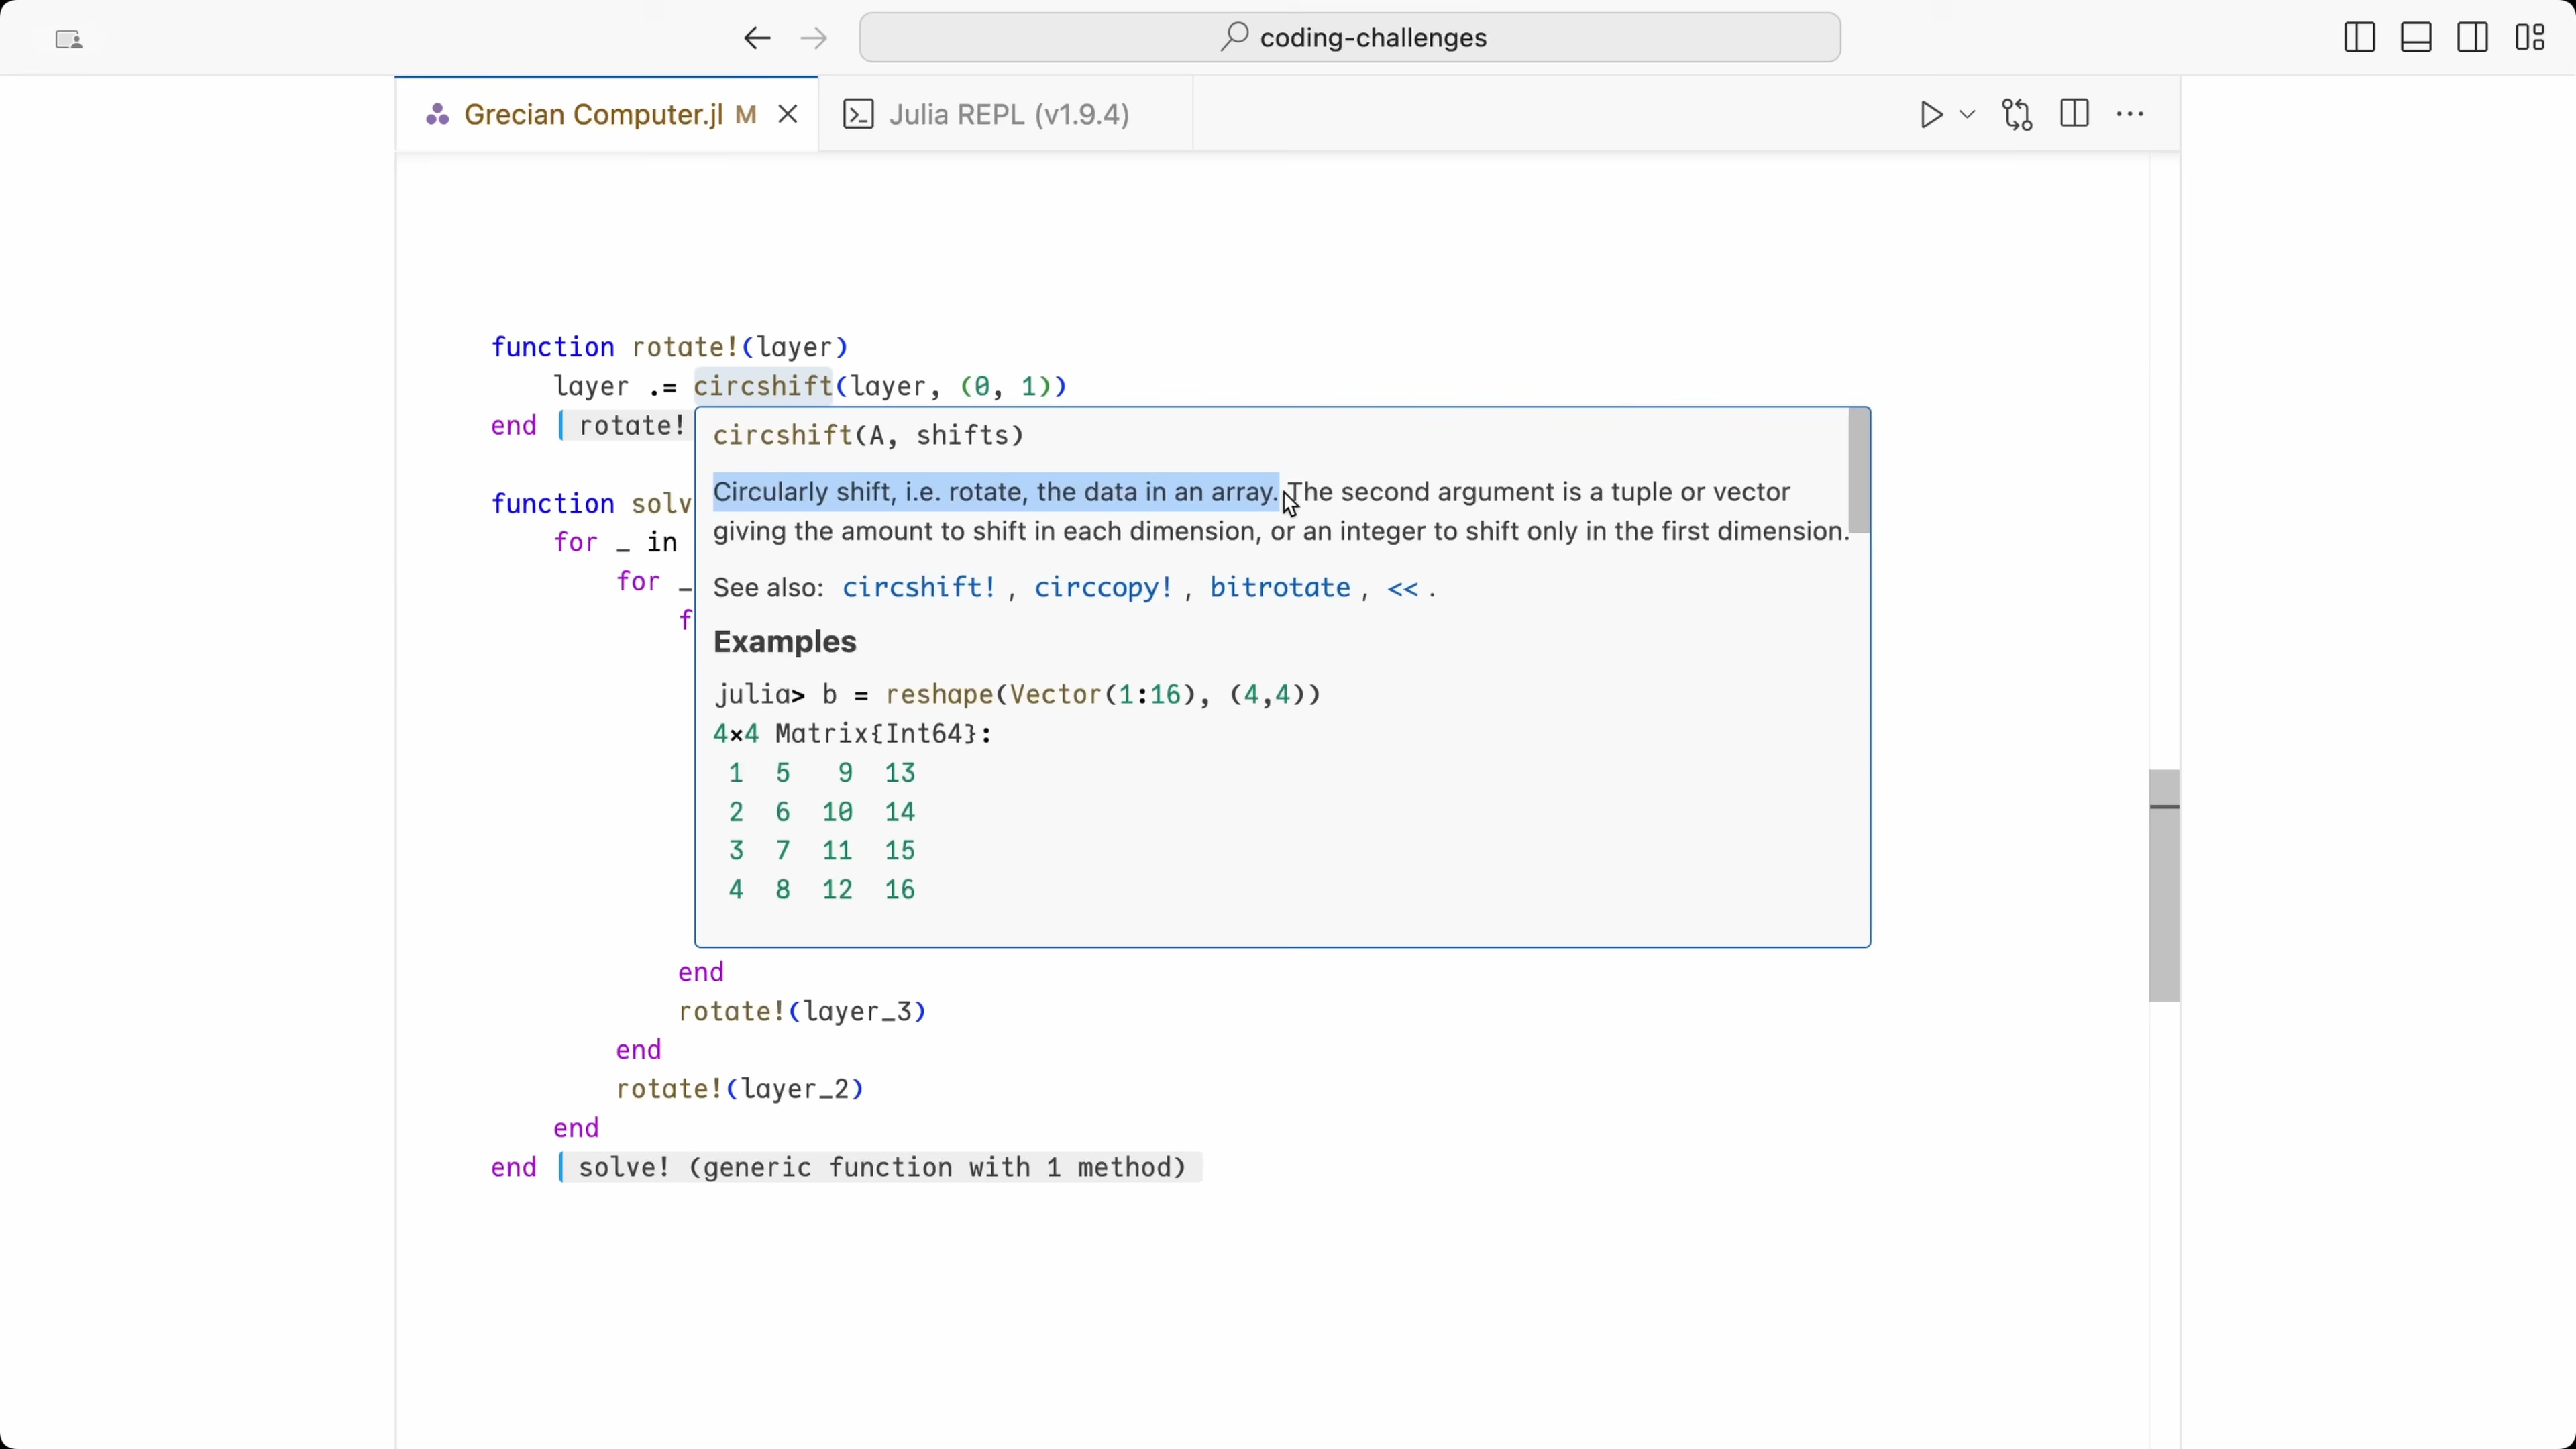 coding-challenges
Grecian Computer.jl M
Julia REPL (v1.9.4)
function rotate!(layer)
layer .= circshift(layer, (0, 1))
end rotate!
circshift(A, shifts)
Circularly shift, i.e. rotate, the data in an array. The second argument is a tuple or vector
giving the amount to shift in each dimension, or an integer to shift only in the first dimension.
See also: circshift! , circcopy! , bitrotate , << .
Examples
julia> b = reshape(Vector(1:16), (4,4))
4×4 Matrix{Int64}:
1 5 9 13
2 6 10 14
3 7 11 15
4 8 12 16
function solv
for _ in
for _
f
end
rotate!(layer_3)
end
rotate!(layer_2)
end
end solve! (generic function with 1 method)